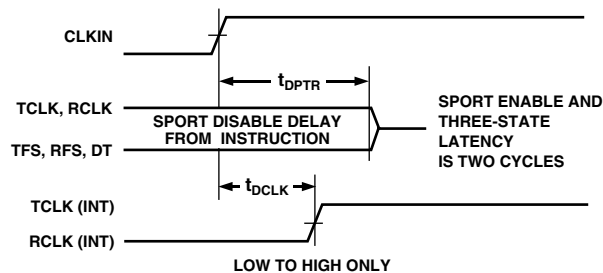 CLKIN
tDPTR
TCLK, RCLK
SPORT DISABLE DELAY
FROM INSTRUCTION
TFS, RFS, DT
SPORT ENABLE AND
THREE-STATE
LATENCY
IS TWO CYCLES
tDCLK
TCLK (INT)
RCLK (INT)
LOW TO HIGH ONLY